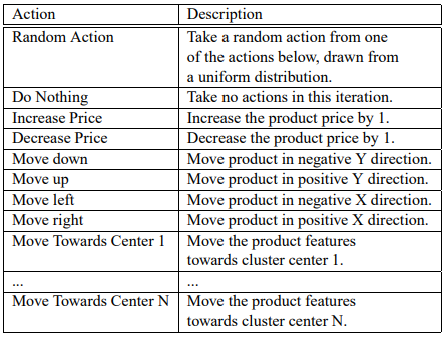 Action Description
Random Action Take a random action from one
of the actions below, drawn from
a uniform distribution.
Do Nothing Take no actions in this iteration.
Increase Price Increase the product price by 1.
Decrease Price Decrease the product price by 1.
Move down Move product in negative Y direction.
Move up Move product in positive Y direction.
Move left Move product in negative X direction.
Move right Move product in positive X direction.
Move Towards Center 1 Move the product features
towards cluster center 1.
... ...
Move Towards Center N Move the product features
towards cluster center N.